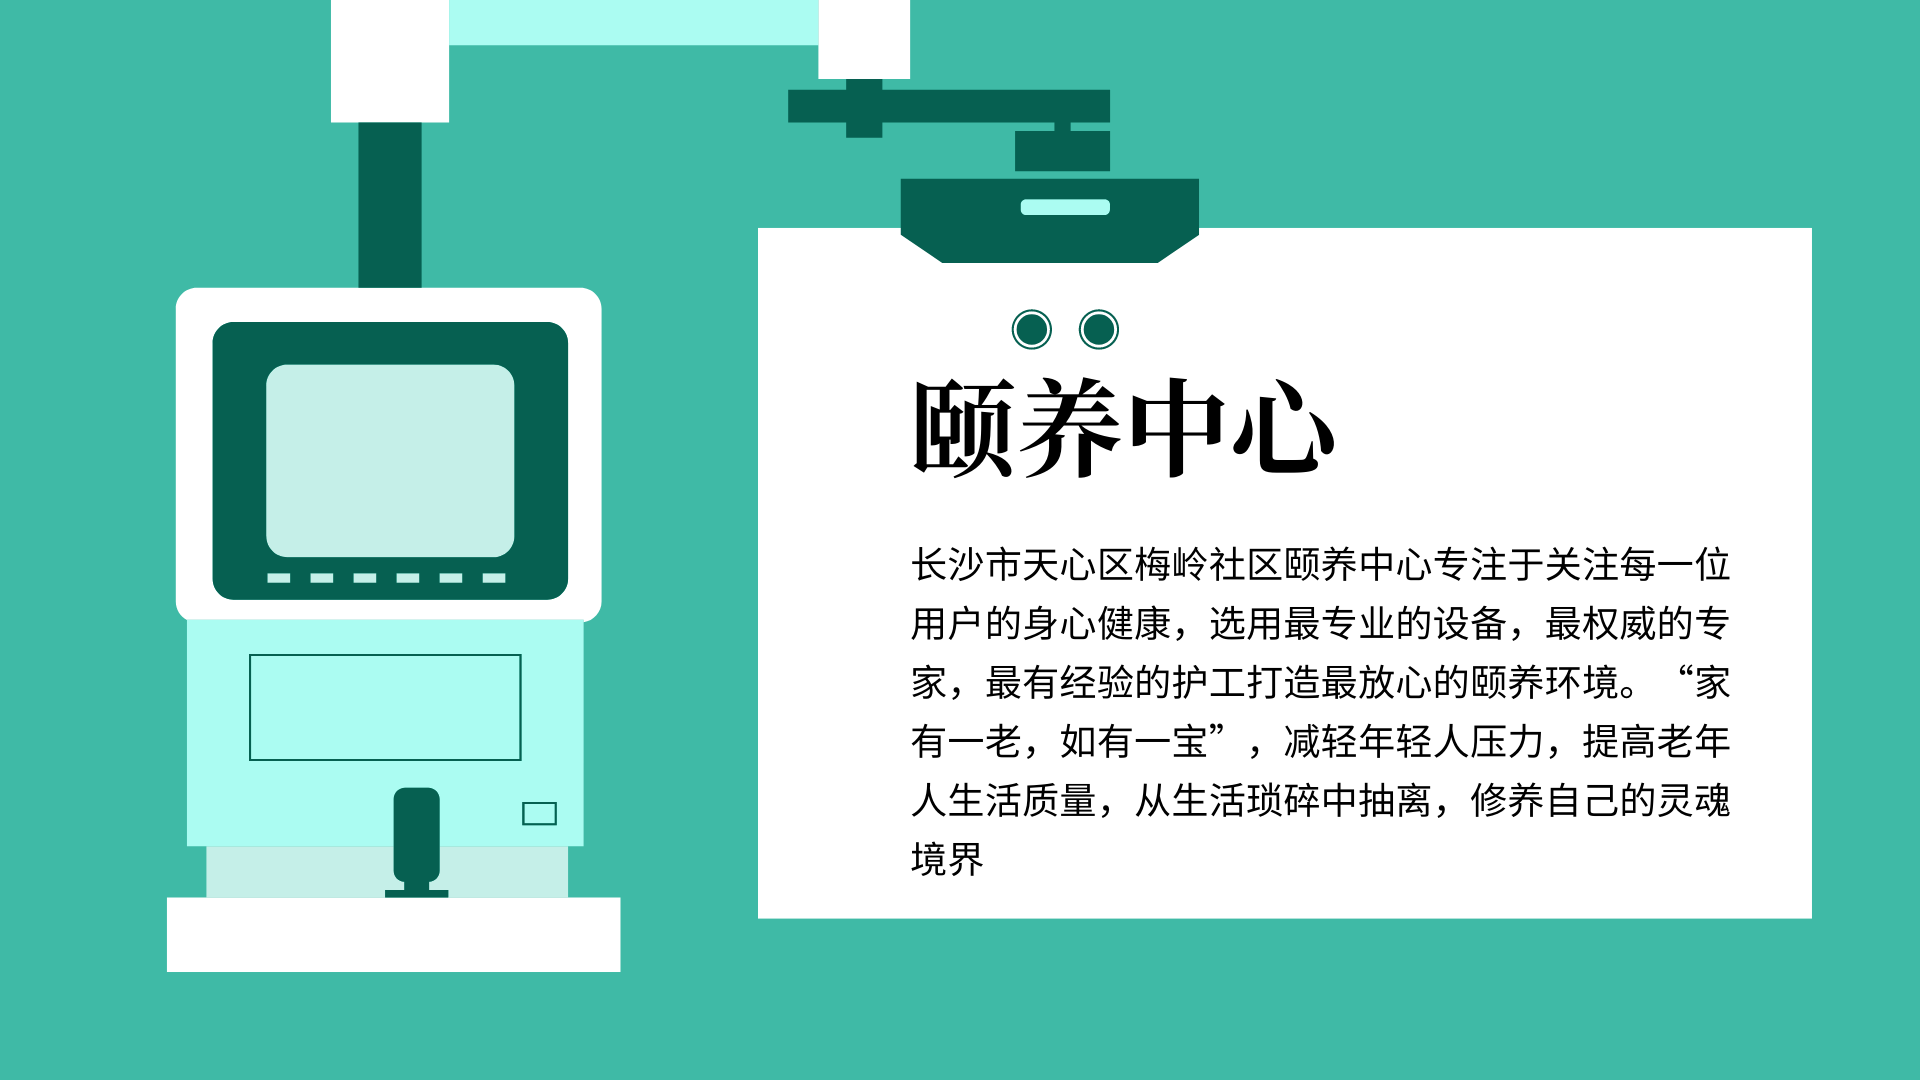 颐养中心
长沙市天心区梅岭社区颐养中心专注于关注每一位
用户的身心健康，选用最专业的设备，最权威的专
家，最有经验的护工打造最放心的颐养环境。 “家
有一老，如有一宝” ，减轻年轻人压力，提高老年
人生活质量，从生活琐碎中抽离，修养自己的灵魂
境界